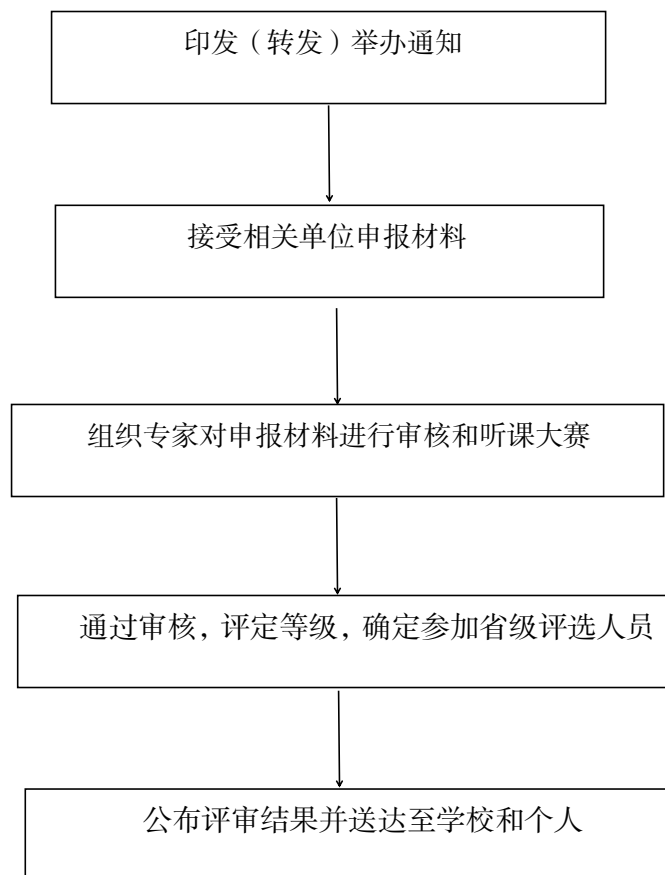 印发（转发）举办通知
接受相关单位申报材料
组织专家对申报材料进行审核和听课大赛
通过审核，评定等级，确定参加省级评选人员
公布评审结果并送达至学校和个人